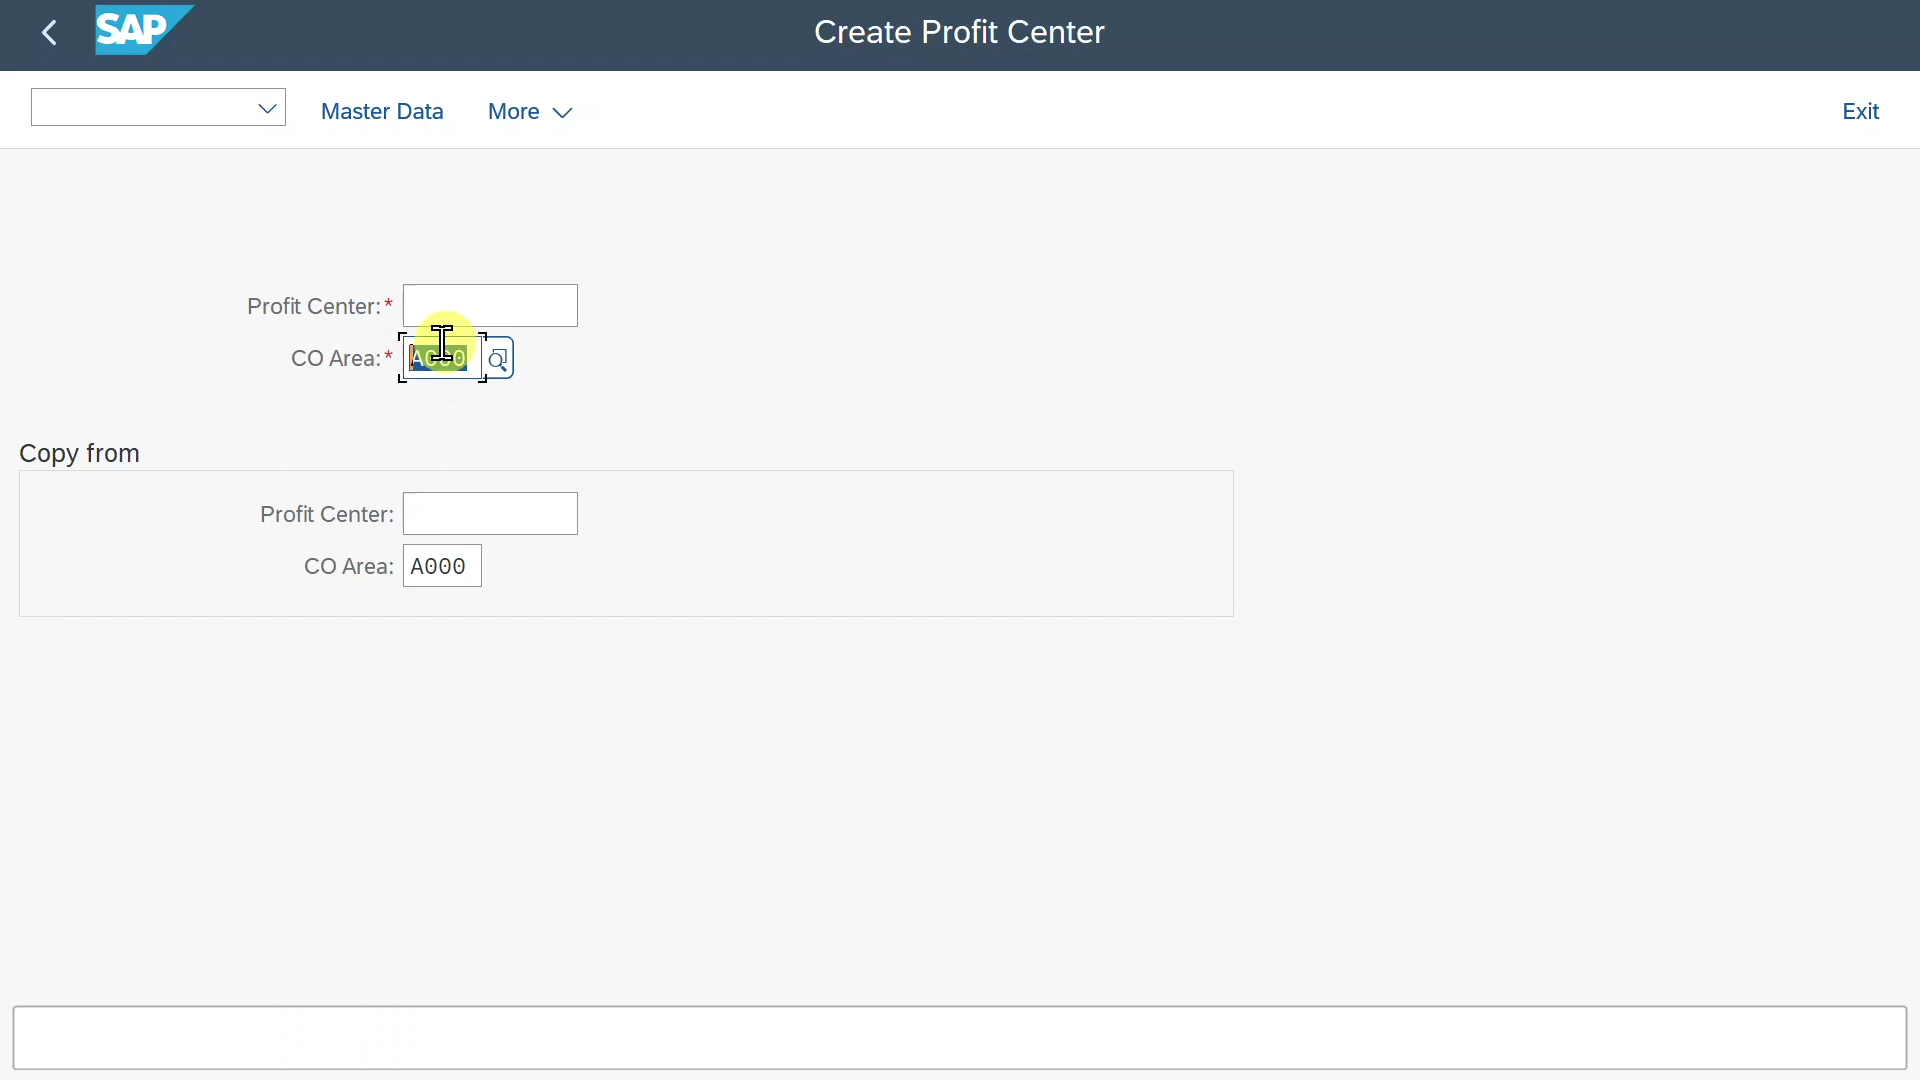 SAP
Create Profit Center
Master Data More Exit
Profit Center:*
CO Area:* A000
Copy from
Profit Center:
CO Area: A000